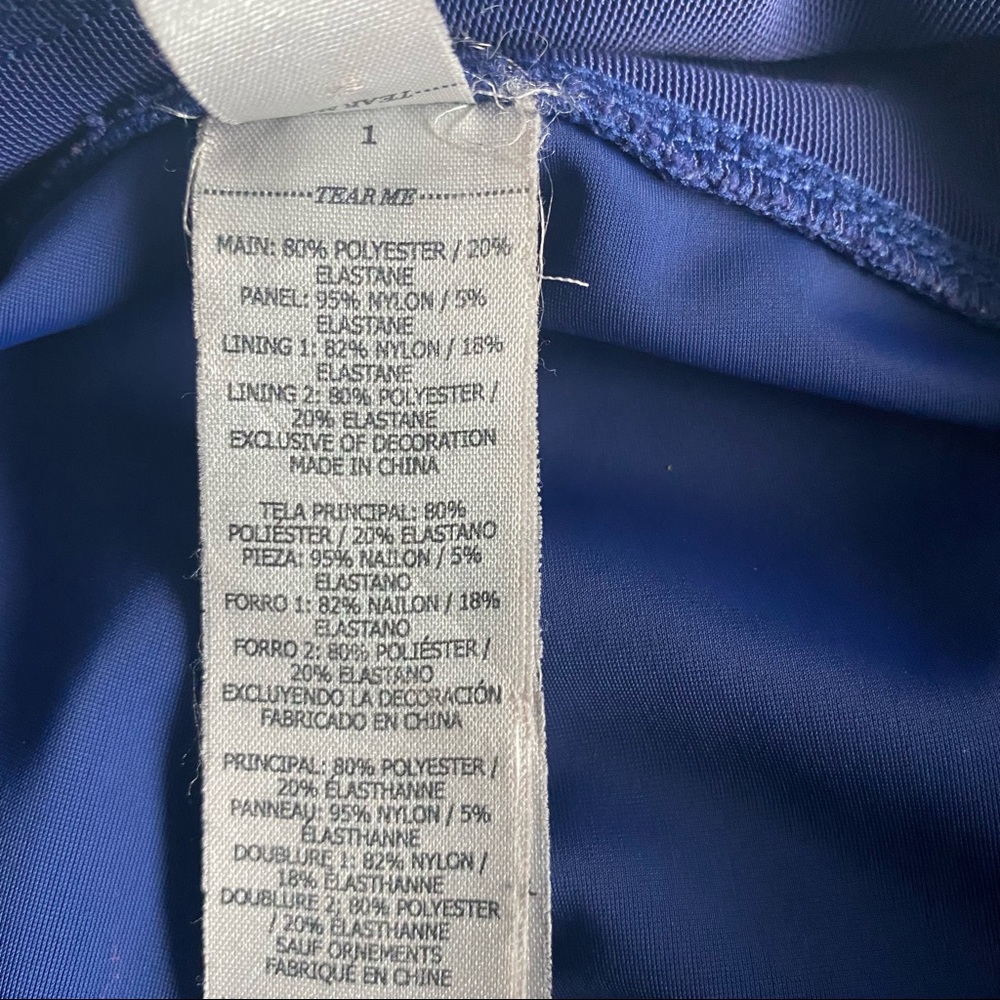 TEAR
1
TEAR ME
MAIN: 80% POLYESTER / 20%
ELASTANE
PANEL: 95% NYLON / 5%
ELASTANE
LINING 1: 82% NYLON / 18%
ELASTANE
LINING 2: 80% POLYESTER /
20% ELASTANE
EXCLUSIVE OF DECORATION
MADE IN CHINA
TELA PRINCIPAL: 80%
POLIÉSTER / 20% ELASTANO
PIEZA: 95% NAILON / 5%
ELASTANO
FORRO 1: 82% NAILON / 18%
ELASTANO
FORRO 2: 80% POLIÉSTER /
20% ELASTANO
EXCLUYENDO LA DECORACIÓN
FABRICADO EN CHINA
PRINCIPAL: 80% POLYESTER /
20% ÉLASTHANNE
PANNEAU: 95% NYLON / 5%
ÉLASTHANNE
DOUBLURE 1: 82% NYLON /
18% ÉLASTHANNE
DOUBLURE 2: 80% POLYESTER
/ 20% ÉLASTHANNE
SAUF ORNEMENTS
FABRIQUÉ EN CHINE